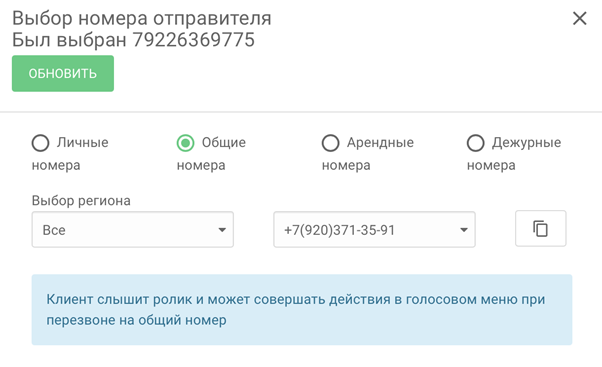 Выбор номера отправителя
Был выбран 79226369775
ОБНОВИТЬ
Личные номера
Общие номера
Арендные номера
Дежурные номера
Выбор региона
Все
+7(920)371-35-91
Клиент слышит ролик и может совершать действия в голосовом меню при
перезвоне на общий номер